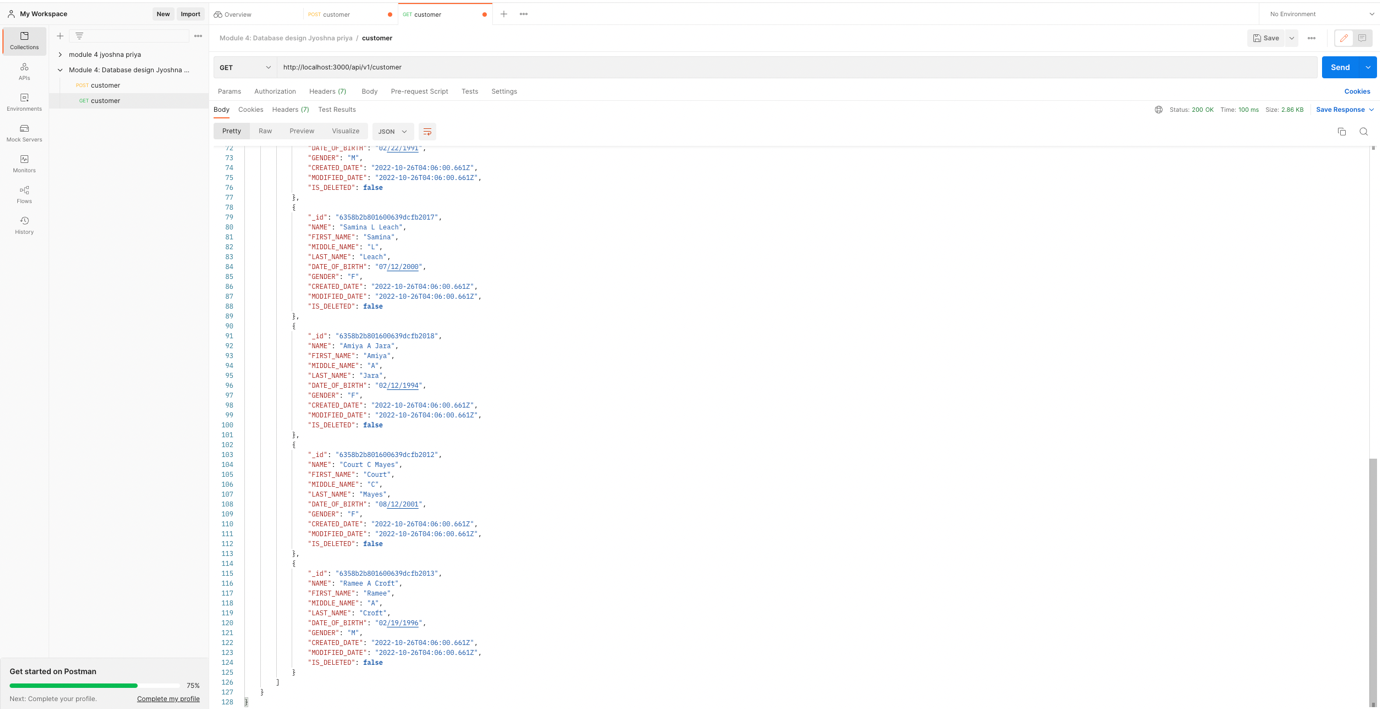 My Workspace
New
Import
Overview
POST customer
GET customer
No Environment
Collections
APIs
Environments
Mock Servers
Monitors
Flows
History
module 4 jyoshna priya
Module 4: Database design Jyoshna ...
POST customer
GET customer
Module 4: Database design Jyoshna priya / customer
Save
GET
http://localhost:3000/api/v1/customer
Send
Params Authorization Headers (7) Body Pre-request Script Tests Settings
Cookies
Body Cookies Headers (7) Test Results
Status: 200 OK Time: 100 ms Size: 2.86 KB
Save Response
Pretty Raw Preview Visualize JSON
72 "DATE_OF_BIRTH": "02/22/1991",
73 "GENDER": "M",
74 "CREATED_DATE": "2022-10-26T04:06:00.661Z",
75 "MODIFIED_DATE": "2022-10-26T04:06:00.661Z",
76 "IS_DELETED": false
77 },
78 {
79 "_id": "6358b2b801600639dcfb2017",
80 "NAME": "Samina L Leach",
81 "FIRST_NAME": "Samina",
82 "MIDDLE_NAME": "L",
83 "LAST_NAME": "Leach",
84 "DATE_OF_BIRTH": "07/12/2000",
85 "GENDER": "F",
86 "CREATED_DATE": "2022-10-26T04:06:00.661Z",
87 "MODIFIED_DATE": "2022-10-26T04:06:00.661Z",
88 "IS_DELETED": false
89 },
90 {
91 "_id": "6358b2b801600639dcfb2018",
92 "NAME": "Amiya A Jara",
93 "FIRST_NAME": "Amiya",
94 "MIDDLE_NAME": "A",
95 "LAST_NAME": "Jara",
96 "DATE_OF_BIRTH": "02/12/1994",
97 "GENDER": "F",
98 "CREATED_DATE": "2022-10-26T04:06:00.661Z",
99 "MODIFIED_DATE": "2022-10-26T04:06:00.661Z",
100 "IS_DELETED": false
101 },
102 {
103 "_id": "6358b2b801600639dcfb2012",
104 "NAME": "Court C Mayes",
105 "FIRST_NAME": "Court",
106 "MIDDLE_NAME": "C",
107 "LAST_NAME": "Mayes",
108 "DATE_OF_BIRTH": "08/12/2001",
109 "GENDER": "F",
110 "CREATED_DATE": "2022-10-26T04:06:00.661Z",
111 "MODIFIED_DATE": "2022-10-26T04:06:00.661Z",
112 "IS_DELETED": false
113 },
114 {
115 "_id": "6358b2b801600639dcfb2013",
116 "NAME": "Ramee A Croft",
117 "FIRST_NAME": "Ramee",
118 "MIDDLE_NAME": "A",
119 "LAST_NAME": "Croft",
120 "DATE_OF_BIRTH": "02/19/1996",
121 "GENDER": "M",
122 "CREATED_DATE": "2022-10-26T04:06:00.661Z",
123 "MODIFIED_DATE": "2022-10-26T04:06:00.661Z",
124 "IS_DELETED": false
125 }
126 ]
127 }
128 }
Get started on Postman
75%
Next: Complete your profile.
Complete my profile